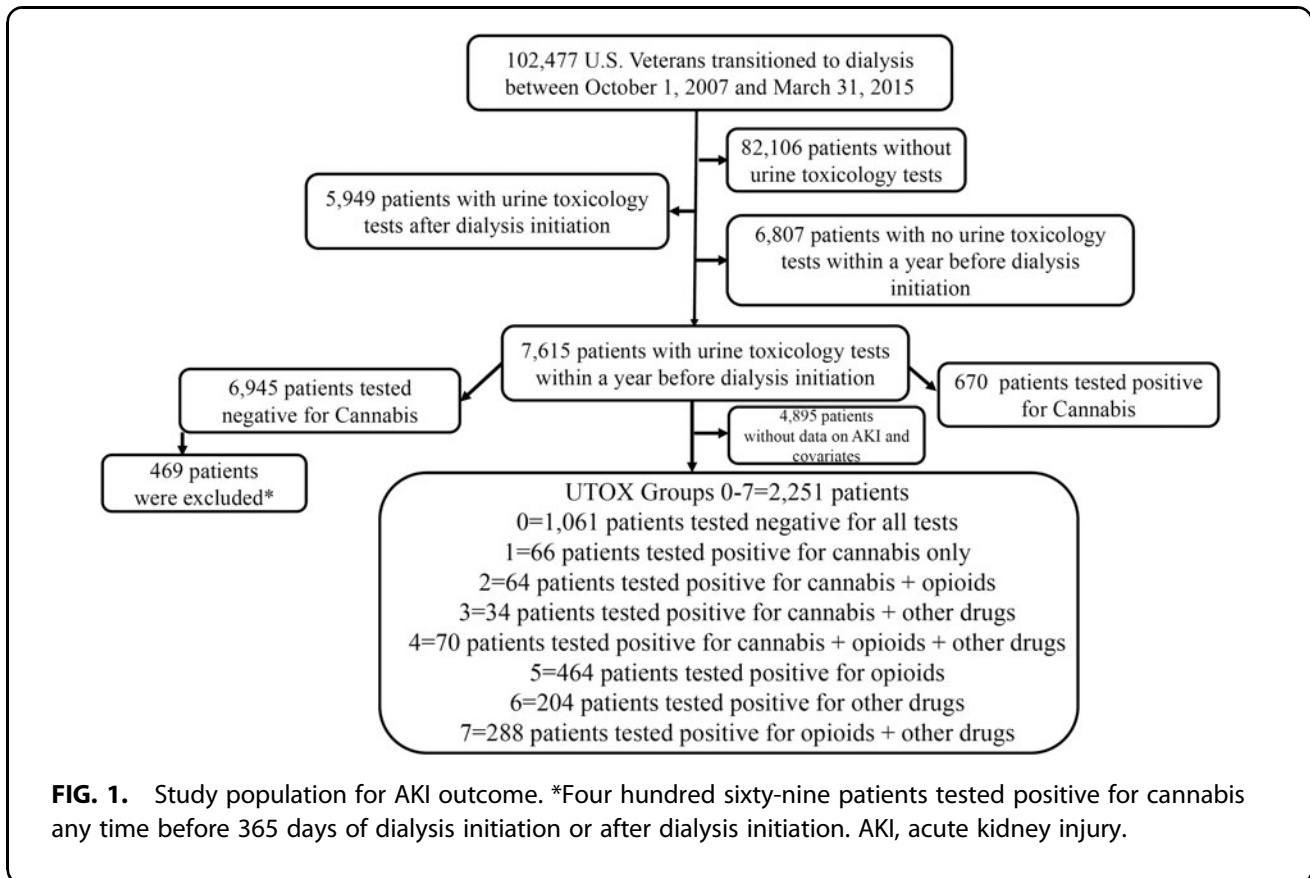 102,477 U.S. Veterans transitioned to dialysis
between October 1, 2007 and March 31, 2015
82,106 patients without
urine toxicology tests
5,949 patients with urine toxicology
tests after dialysis initiation
6,807 patients with no urine toxicology
tests within a year before dialysis
initiation
7,615 patients with urine toxicology tests
within a year before dialysis initiation
6,945 patients tested
negative for Cannabis
670 patients tested positive
for Cannabis
4,895 patients
without data on AKI and
covariates
469 patients
were excluded*
UTOX Groups 0-7=2,251 patients
0=1,061 patients tested negative for all tests
1=66 patients tested positive for cannabis only
2=64 patients tested positive for cannabis + opioids
3=34 patients tested positive for cannabis + other drugs
4=70 patients tested positive for cannabis + opioids + other drugs
5=464 patients tested positive for opioids
6=204 patients tested positive for other drugs
7=288 patients tested positive for opioids + other drugs
FIG. 1. Study population for AKI outcome. *Four hundred sixty-nine patients tested positive for cannabis
any time before 365 days of dialysis initiation or after dialysis initiation. AKI, acute kidney injury.